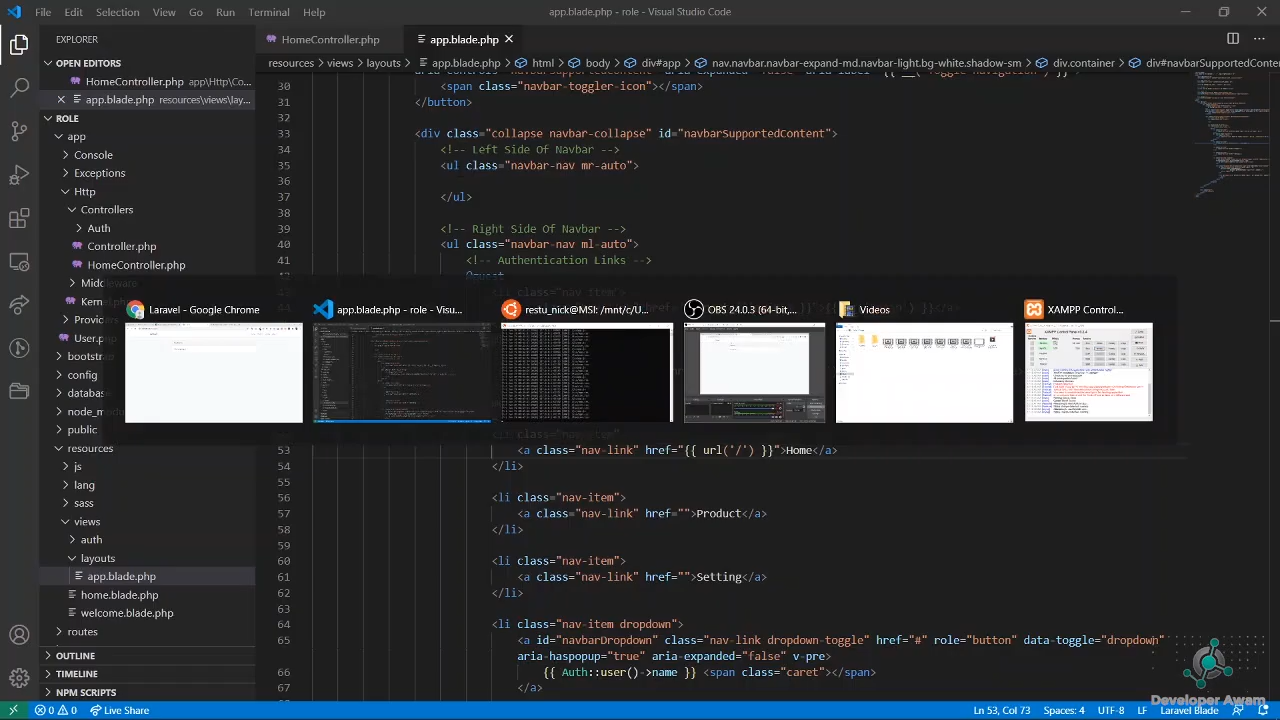 File Edit Selection View Go Run Terminal Help
app.blade.php - role - Visual Studio Code
EXPLORER
HomeController.php
app.blade.php
OPEN EDITORS
HomeController.php app\Http\Co...
app.blade.php resources\views\lay...
resources > views > layouts > app.blade.php > html > body > div#app > nav.navbar.navbar-expand-md.navbar-light.bg-white.shadow-sm > div.container > div#navbarSupportedConte
ROLE
app
Console
Http
Controllers
Auth
Controller.php
HomeController.php
Middleware
config
public
resources
js
lang
sass
views
auth
layouts
app.blade.php
home.blade.php
welcome.blade.php
routes
OUTLINE
TIMELINE
NPM SCRIPTS
30 <span class="navbar-toggler-icon"></span>
31 </button>
32
33 <div class="collapse navbar-collapse" id="navbarSupportedContent">
34 <!-- Left Side Of Navbar -->
35 <ul class="navbar-nav mr-auto">
36
37 </ul>
38
39 <!-- Right Side Of Navbar -->
40 <ul class="navbar-nav ml-auto">
41 <!-- Authentication Links -->
Laravel - Google Chrome
app.blade.php - role - Visu...
OBS 24.0.3 (64-bit,...
Videos
XAMPP Control...
53 <a class="nav-link" href="{{ url('/') }}">Home</a>
54 </li>
55
56 <li class="nav-item">
57 <a class="nav-link" href="">Product</a>
58 </li>
59
60 <li class="nav-item">
61 <a class="nav-link" href="">Setting</a>
62 </li>
63
64 <li class="nav-item dropdown">
65 <a id="navbarDropdown" class="nav-link dropdown-toggle" href="#" role="button" data-toggle="dropdown"
aria-haspopup="true" aria-expanded="false" v-pre>
66 Auth::user()->name }} <span class="caret"></span>
67 </a>
Developer Awam
0 0 Live Share
Ln 53, Col 73 Spaces: 4 UTF-8 LF Laravel Blade